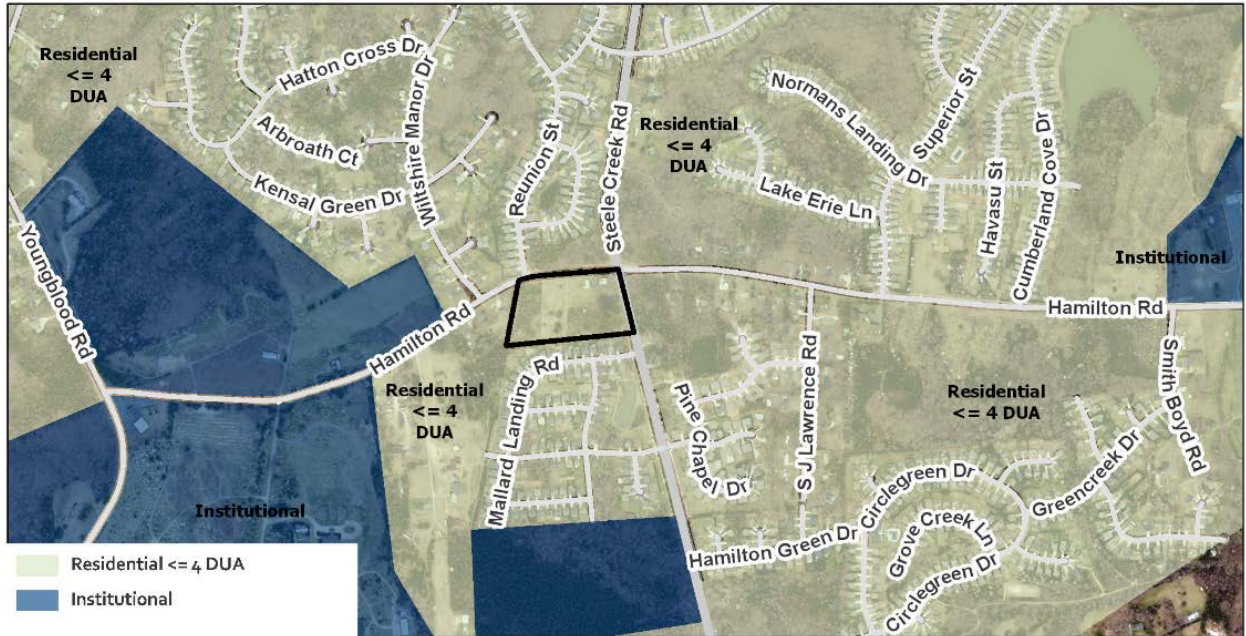 Residential
<= 4
DUA
Hatton Cross Dr
Arbroath Ct
Kensal Green Dr
Wiltshire Manor Dr
Reunion St
Steele Creek Rd
Residential
<= 4
DUA
Normans Landing Dr
Superior St
Lake Erie Ln
Havasu St
Cumberland Cove Dr
Institutional
Youngblood Rd
Hamilton Rd
Hamilton Rd
Residential
<= 4
DUA
Mallard Landing Rd
Pine Chapel Dr
S J Lawrence Rd
Residential
<= 4 DUA
Smith Boyd Rd
Institutional
Hamilton Green Dr
Circlegreen Dr
Grove Creek Ln
Circlegreen Dr
Greencreek Dr
Residential <= 4 DUA
Institutional